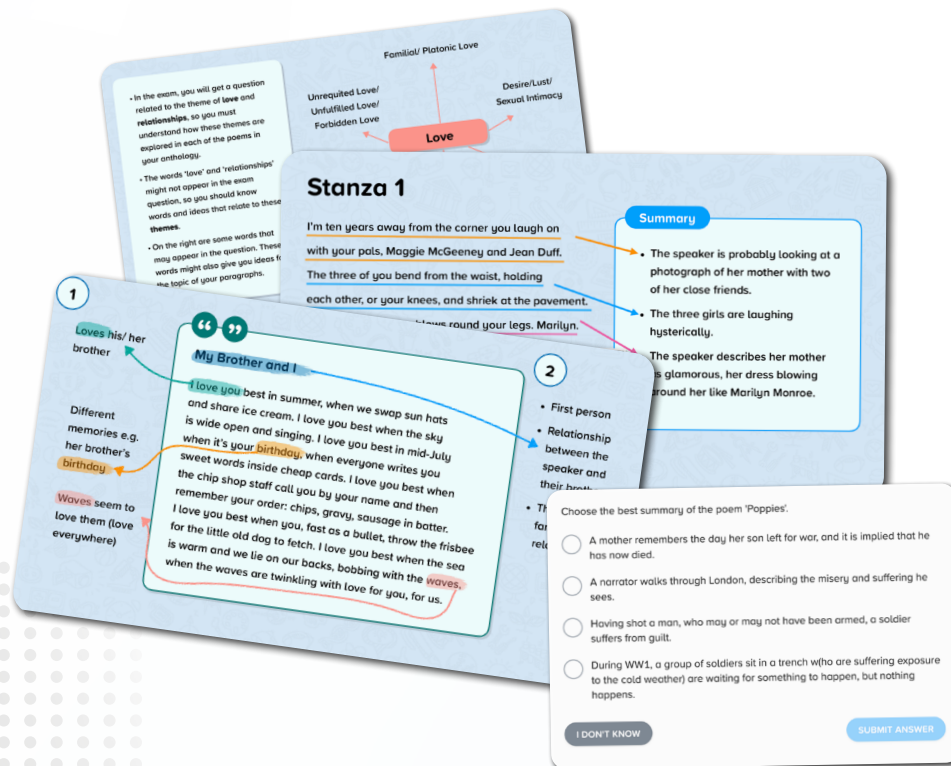 Familial/ Platonic Love
Unrequited Love/
Unfulfilled Love/
Forbidden Love
Desire/Lust/
Sexual Intimacy
Love
• In the exam, you will get a question
related to the theme of love and
relationships, so you must
understand how these themes are
explored in each of the poems in
your anthology.
• The words 'love' and 'relationships'
might not appear in the exam
question, so you should know
words and ideas that relate to these
themes.
• On the right are some words that
may appear in the question. These
words might also give you ideas
the topic of your paragraphs.
Stanza 1
I'm ten years away from the corner you laugh on
with your pals, Maggie McGeeney and Jean Duff.
The three of you bend from the waist, holding
each other, or your knees, and shriek at the pavement.
round your legs. Marilyn.
Summary
• The speaker is probably looking at a
photograph of her mother with two
of her close friends.
• The three girls are laughing
hysterically.
The speaker describes her mother
glamorous, her dress blowing
around her like Marilyn Monroe.
1
Loves his/ her
brother
Different
memories e.g.
her brother's
birthday
Waves seem to
love them (love
everywhere)
“ ”
My Brother and I
I love you best in summer, when we swap sun hats
and share ice cream. I love you best when the sky
is wide open and singing. I love you best in mid-July
when it's your birthday, when everyone writes you
sweet words inside cheap cards. I love you best when
the chip shop staff call you by your name and then
remember your order: chips, gravy, sausage in batter.
I love you best when you, fast as a bullet, throw the frisbee
for the little old dog to fetch. I love you best when the sea
is warm and we lie on our backs, bobbing with the waves,
when the waves are twinkling with love for you, for us.
2
• First person
• Relationship
between the
speaker and
their
Choose the best summary of the poem 'Poppies'.
A mother remembers the day her son left for war, and it is implied that he
has now died.
A narrator walks through London, describing the misery and suffering he
sees.
Having shot a man, who may or may not have been armed, a soldier
suffers from guilt.
During WW1, a group of soldiers sit in a trench w(ho are suffering exposure
to the cold weather) are waiting for something to happen, but nothing
happens.
I DON'T KNOW
SUBMIT ANSWER